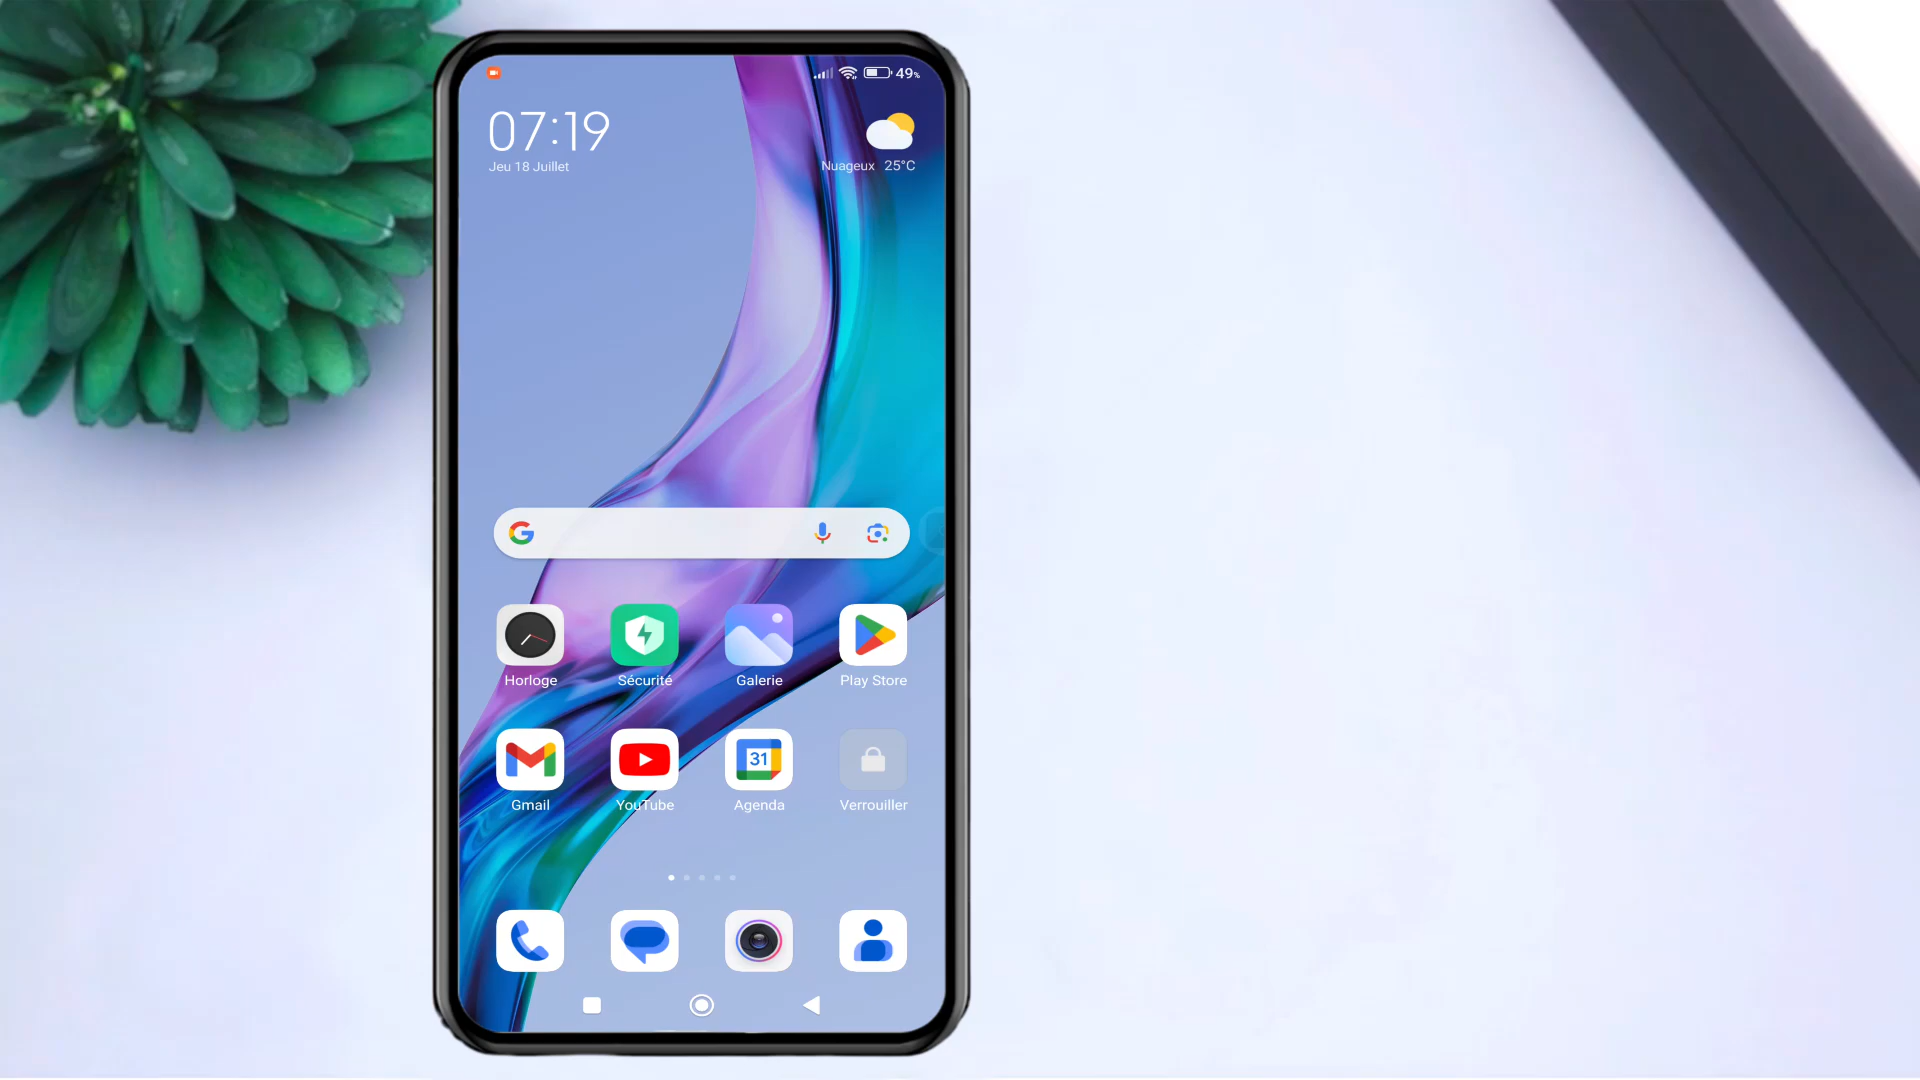 49%
07:19
Jeu 18 Juillet
Nuageux 25°C
Horloge
Sécurité
Galerie
Play Store
31
Gmail
YouTube
Agenda
Verrouiller